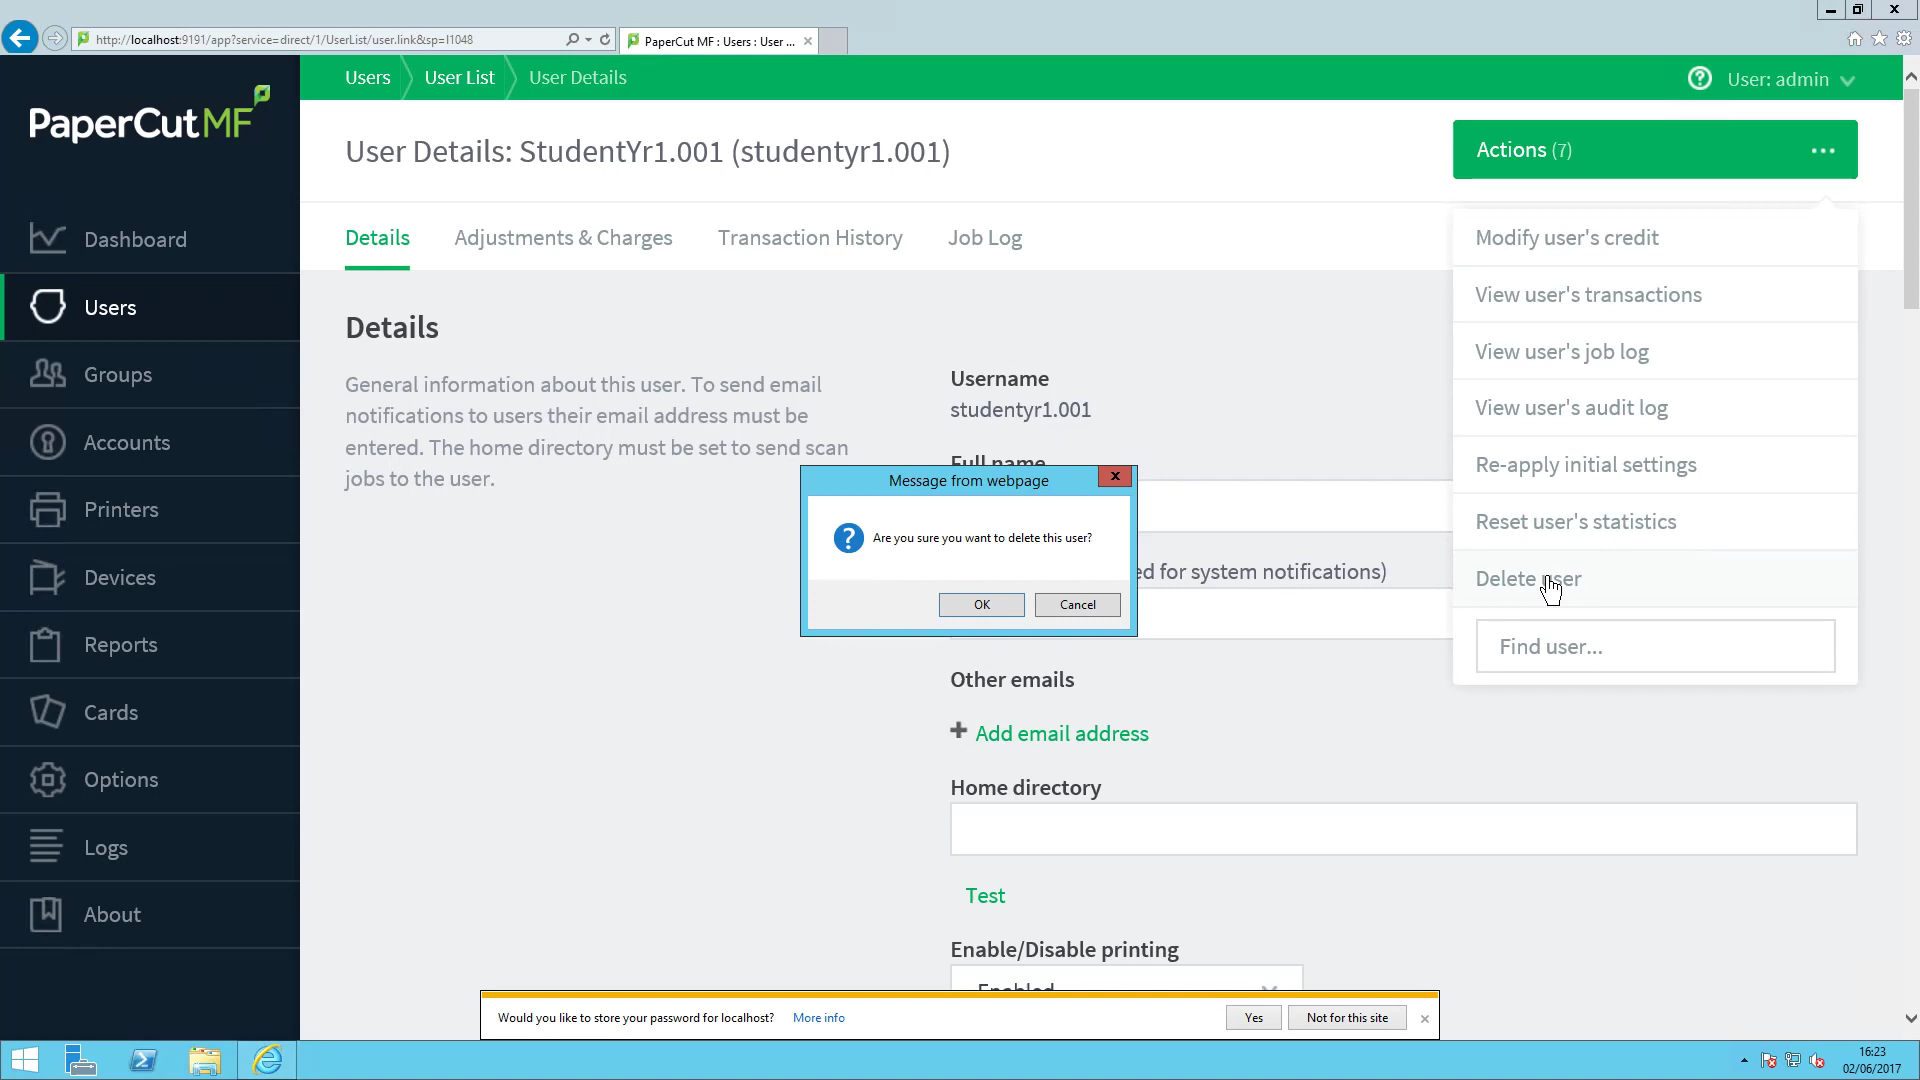 http://localhost:9191/app?service=direct/1/UserList/user.link&sp=l1048
PaperCut MF : Users : User ...
PaperCutMF
Users
User List
User Details
User: admin
User Details: StudentYr1.001 (studentyr1.001)
Actions (7)
Dashboard
Users
Groups
Accounts
Printers
Devices
Reports
Cards
Options
Logs
About
Details
Adjustments & Charges
Transaction History
Job Log
Modify user's credit
View user's transactions
View user's job log
View user's audit log
Re-apply initial settings
Reset user's statistics
Delete user
Find user...
Details
General information about this user. To send email
notifications to users their email address must be
entered. The home directory must be set to send scan
jobs to the user.
Username
studentyr1.001
Full name
Message from webpage
Are you sure you want to delete this user?
OK
Cancel
ed for system notifications)
Other emails
Add email address
Home directory
Test
Enable/Disable printing
Enabled
Would you like to store your password for localhost?
More info
Yes
Not for this site
16:23
02/06/2017